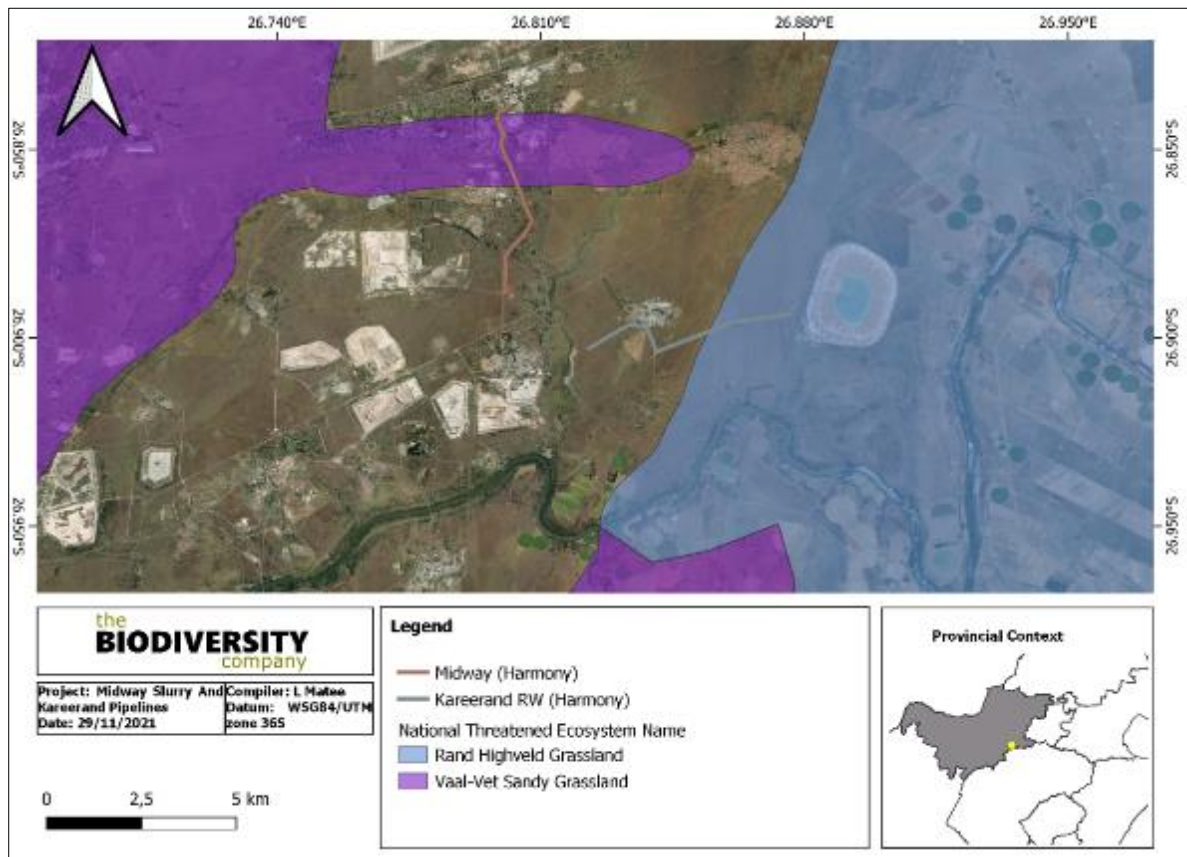 26.740°E 26.810°E 26.880°E 26.950°E
26.850°S 26.850°S
26.900°S 26.900°S
26.950°S 26.950°S
the
BIODIVERSITY
company
Project: Midway Slurry And
Kareerand Pipelines
Date: 29/11/2021
Compiler: L Matee
Datum: WSG84/UTM
zone 36S
0 2,5 5 km
Legend
Midway (Harmony)
Kareerand RW (Harmony)
National Threatened Ecosystem Name
Rand Highveld Grassland
Vaal-Vet Sandy Grassland
Provincial Context